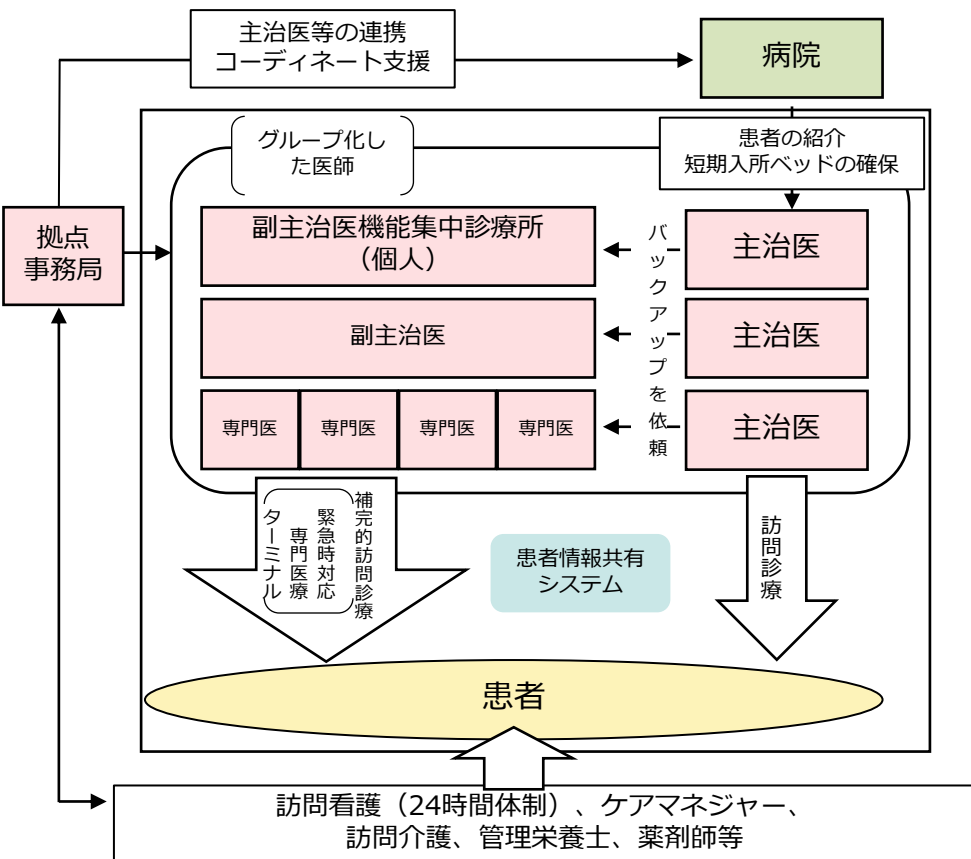 主治医等の連携
コーディネート支援
病院
グループ化し
た医師
患者の紹介
短期入所ベッドの確保
拠点
事務局
副主治医機能集中診療所
（個人）
主治医
副主治医
主治医
専門医
専門医
専門医
専門医
主治医
バックアップを依頼
補完的訪問診療
緊急時対応
専門医療
ターミナル
患者情報共有
システム
訪問診療
患者
訪問看護（24時間体制）、ケアマネジャー、
訪問介護、管理栄養士、薬剤師等